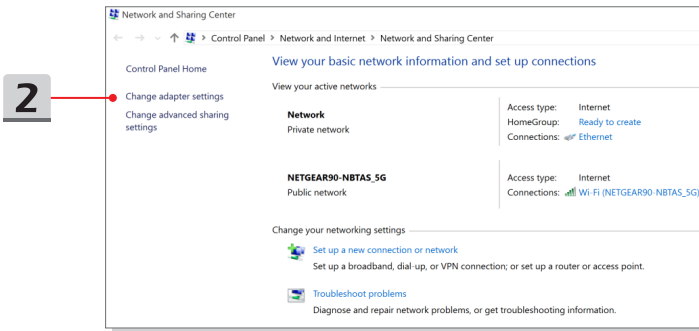 Network and Sharing Center
Control Panel > Network and Internet > Network and Sharing Center
2
Control Panel Home
Change adapter settings
Change advanced sharing
settings
View your basic network information and set up connections
View your active networks
Network
Private network
Access type: Internet
HomeGroup: Ready to create
Connections: Ethernet
NETGEAR90-NBTAS_5G
Public network
Access type: Internet
Connections: Wi-Fi (NETGEAR90-NBTAS_5G)
Change your networking settings
Set up a new connection or network
Set up a broadband, dial-up, or VPN connection; or set up a router or access point.
Troubleshoot problems
Diagnose and repair network problems, or get troubleshooting information.